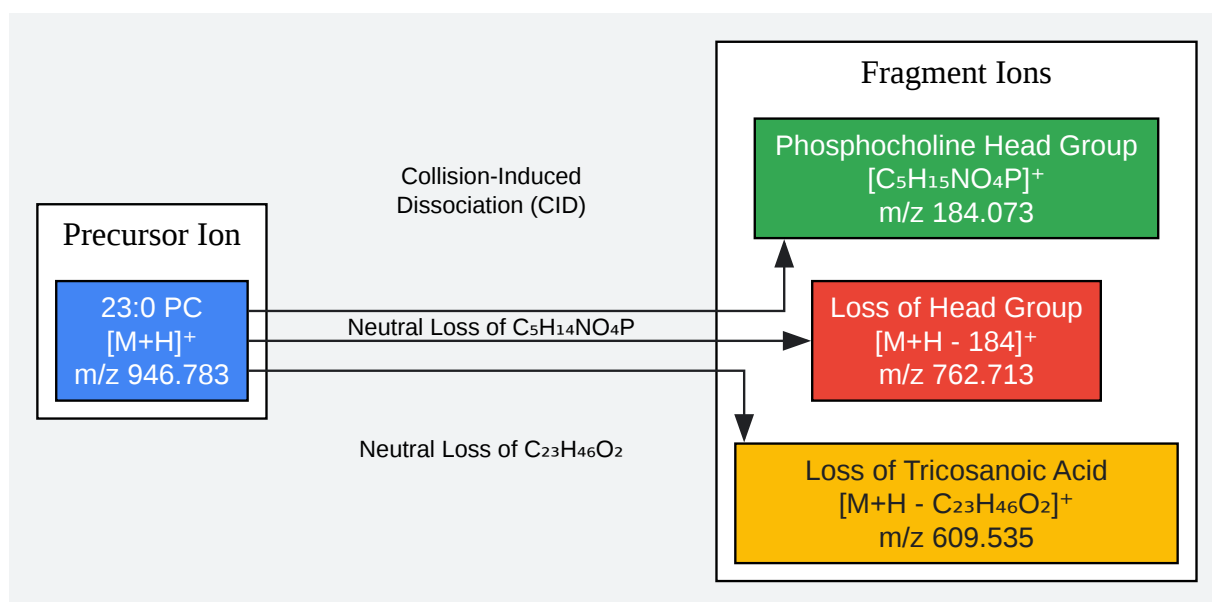 Precursor Ion
23:0 PC
[M+H]⁺
m/z 946.783
Collision-Induced
Dissociation (CID)
Neutral Loss of C₅H₁₄NO₄P
Neutral Loss of C₂₃H₄₆O₂
Fragment Ions
Phosphocholine Head Group
[C₅H₁₅NO₄P]⁺
m/z 184.073
Loss of Head Group
[M+H - 184]⁺
m/z 762.713
Loss of Tricosanoic Acid
[M+H - C₂₃H₄₆O₂]⁺
m/z 609.535